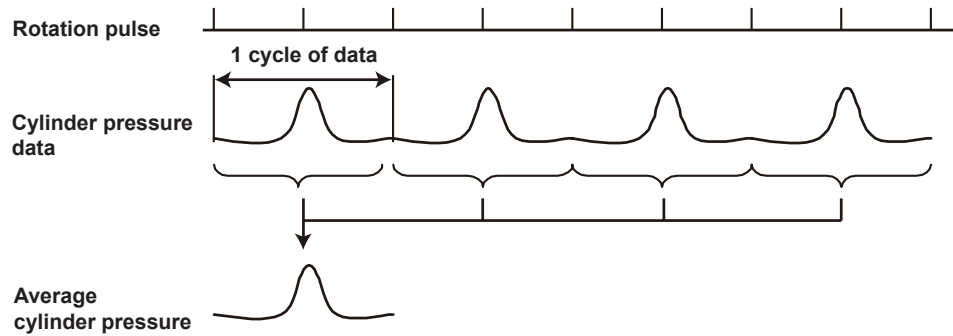 Rotation pulse
1 cycle of data
Cylinder pressure
data
Average
cylinder pressure